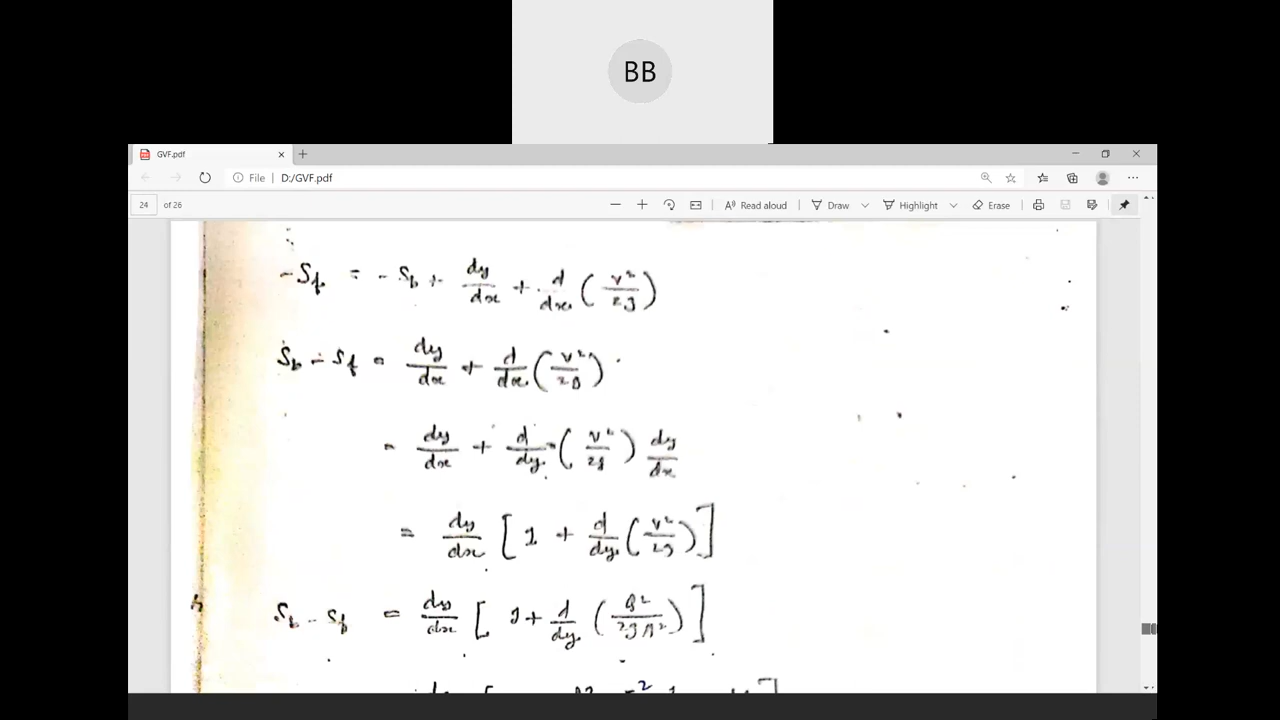 BB
GVF.pdf
File D:/GVF.pdf
24 of 26 Read aloud Draw Highlight Erase
-Sf = - Sb + dy/dx + d/dx (v²/2g)
Sb - Sf = dy/dx + d/dx (v²/2g)
= dy/dx + d/dy (v²/2g) dy/dx
= dy/dx [1 + d/dy (v²/2g)]
Sb - Sf = dy/dx [1 + d/dy (Q²/2gA²)]